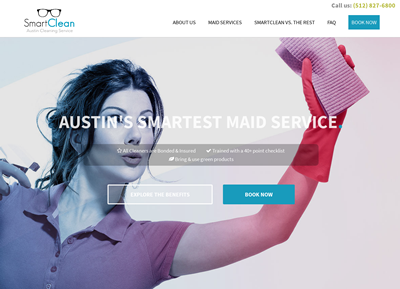 Call us: (512) 827-6800
SmartClean
Austin Cleaning Service
ABOUT US MAID SERVICES SMARTCLEAN VS. THE REST FAQ BOOK NOW
AUSTIN'S SMARTEST MAID SERVICE.
All Cleaners are Bonded & Insured Trained with a 40+ point checklist
Bring & use green products
EXPLORE THE BENEFITS BOOK NOW